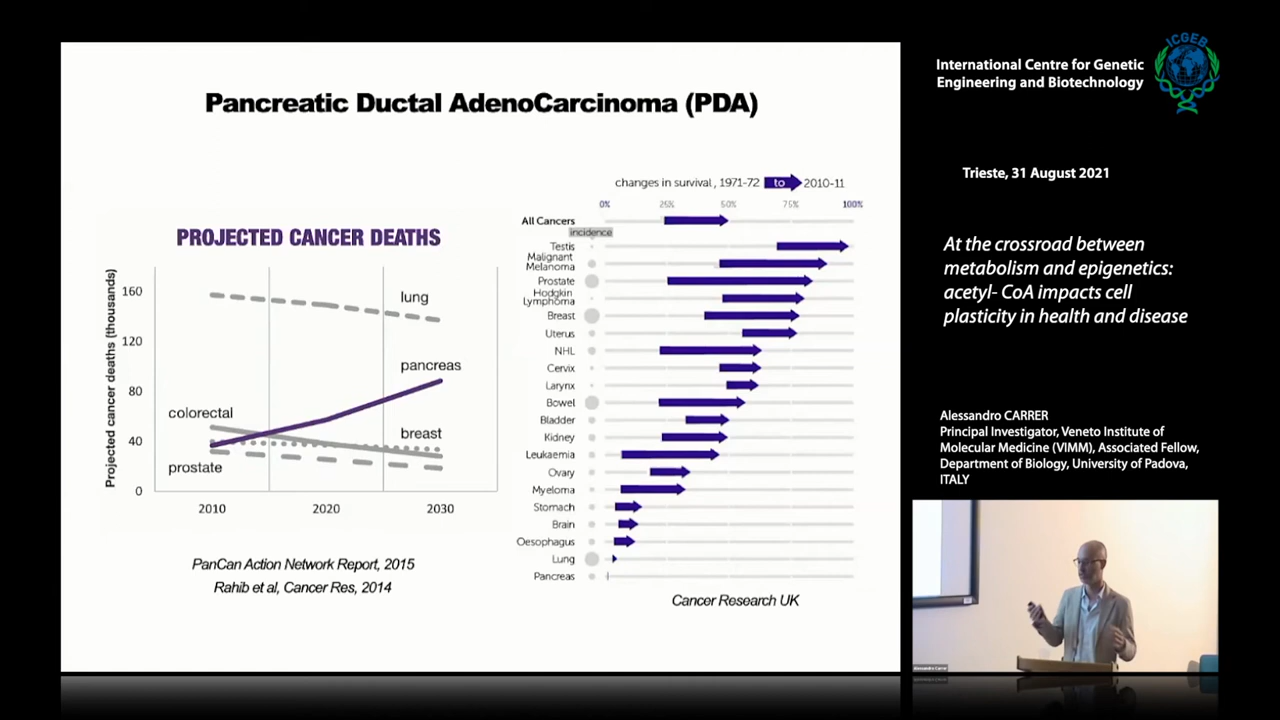 Pancreatic Ductal AdenoCarcinoma (PDA)
PROJECTED CANCER DEATHS
Projected cancer deaths (thousands)
160
120
80
40
0
lung
pancreas
colorectal
breast
prostate
2010 2020 2030
PanCan Action Network Report, 2015
Rahib et al, Cancer Res, 2014
changes in survival, 1971-72 to 2010-11
0% 25% 50% 75% 100%
All Cancers
incidence
Testis
Malignant
Melanoma
Prostate
Hodgkin
Lymphoma
Breast
Uterus
NHL
Cervix
Larynx
Bowel
Bladder
Kidney
Leukaemia
Ovary
Myeloma
Stomach
Brain
Oesophagus
Lung
Pancreas
Cancer Research UK
International Centre for Genetic
Engineering and Biotechnology
ICGEB
Trieste, 31 August 2021
At the crossroad between
metabolism and epigenetics:
acetyl- CoA impacts cell
plasticity in health and disease
Alessandro CARRER
Principal Investigator, Veneto Institute of
Molecular Medicine (VIMM), Associated Fellow,
Department of Biology, University of Padova,
ITALY
Alessandro Carrer